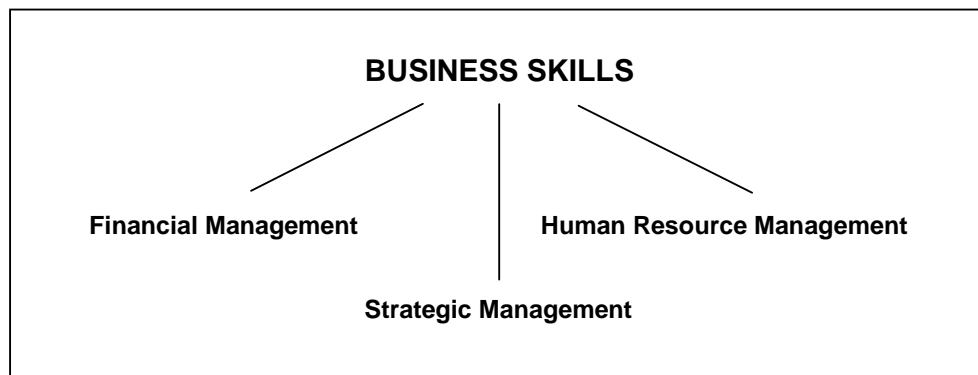 BUSINESS SKILLS
Financial Management
Human Resource Management
Strategic Management